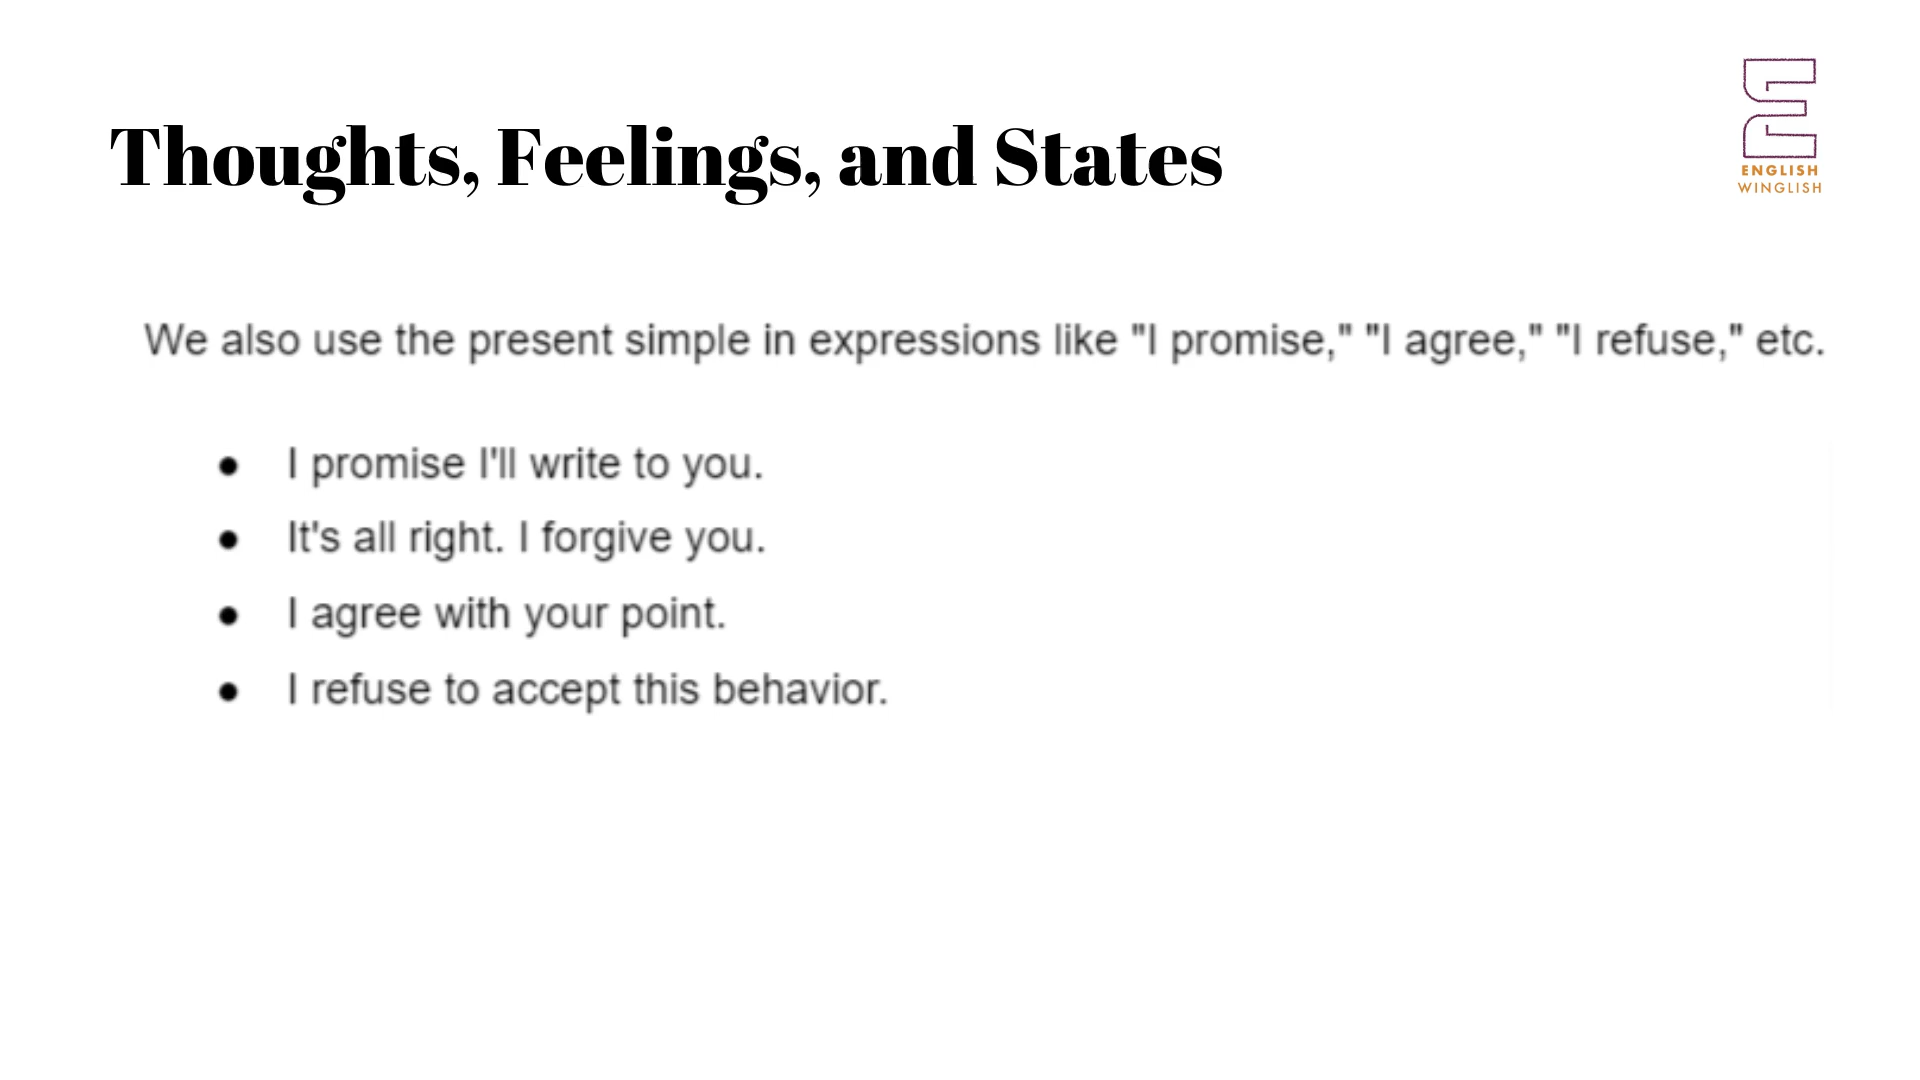 ENGLISH
WINGLISH
Thoughts, Feelings, and States
We also use the present simple in expressions like "I promise," "I agree," "I refuse," etc.
● I promise I'll write to you.
● It's all right. I forgive you.
● I agree with your point.
● I refuse to accept this behavior.